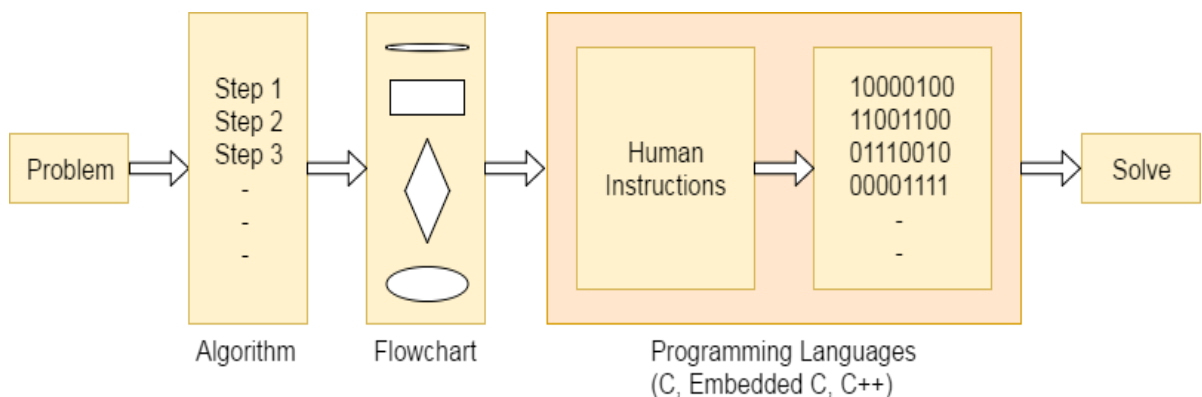 Problem
Step 1
Step 2
Step 3
-
-
-
Algorithm
Flowchart
Human
Instructions
10000100
11001100
01110010
00001111
-
-
Programming Languages
(C, Embedded C, C++)
Solve